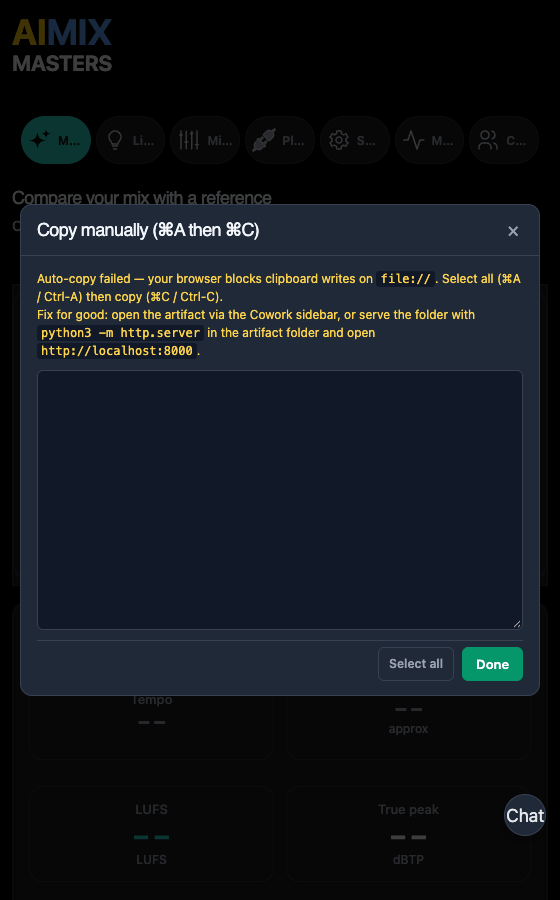 AIMIX
MASTERS
M...
Li...
Mi...
Pl...
S...
M...
C...
Compare your mix with a reference
Copy manually (⌘A then ⌘C)
×
Auto-copy failed — your browser blocks clipboard writes on file://. Select all (⌘A
/ Ctrl-A) then copy (⌘C / Ctrl-C).
Fix for good: open the artifact via the Cowork sidebar, or serve the folder with
python3 -m http.server in the artifact folder and open
http://localhost:8000.
Select all
Done
Tempo
--
--
approx
LUFS
--
LUFS
True peak
--
dBTP
Chat